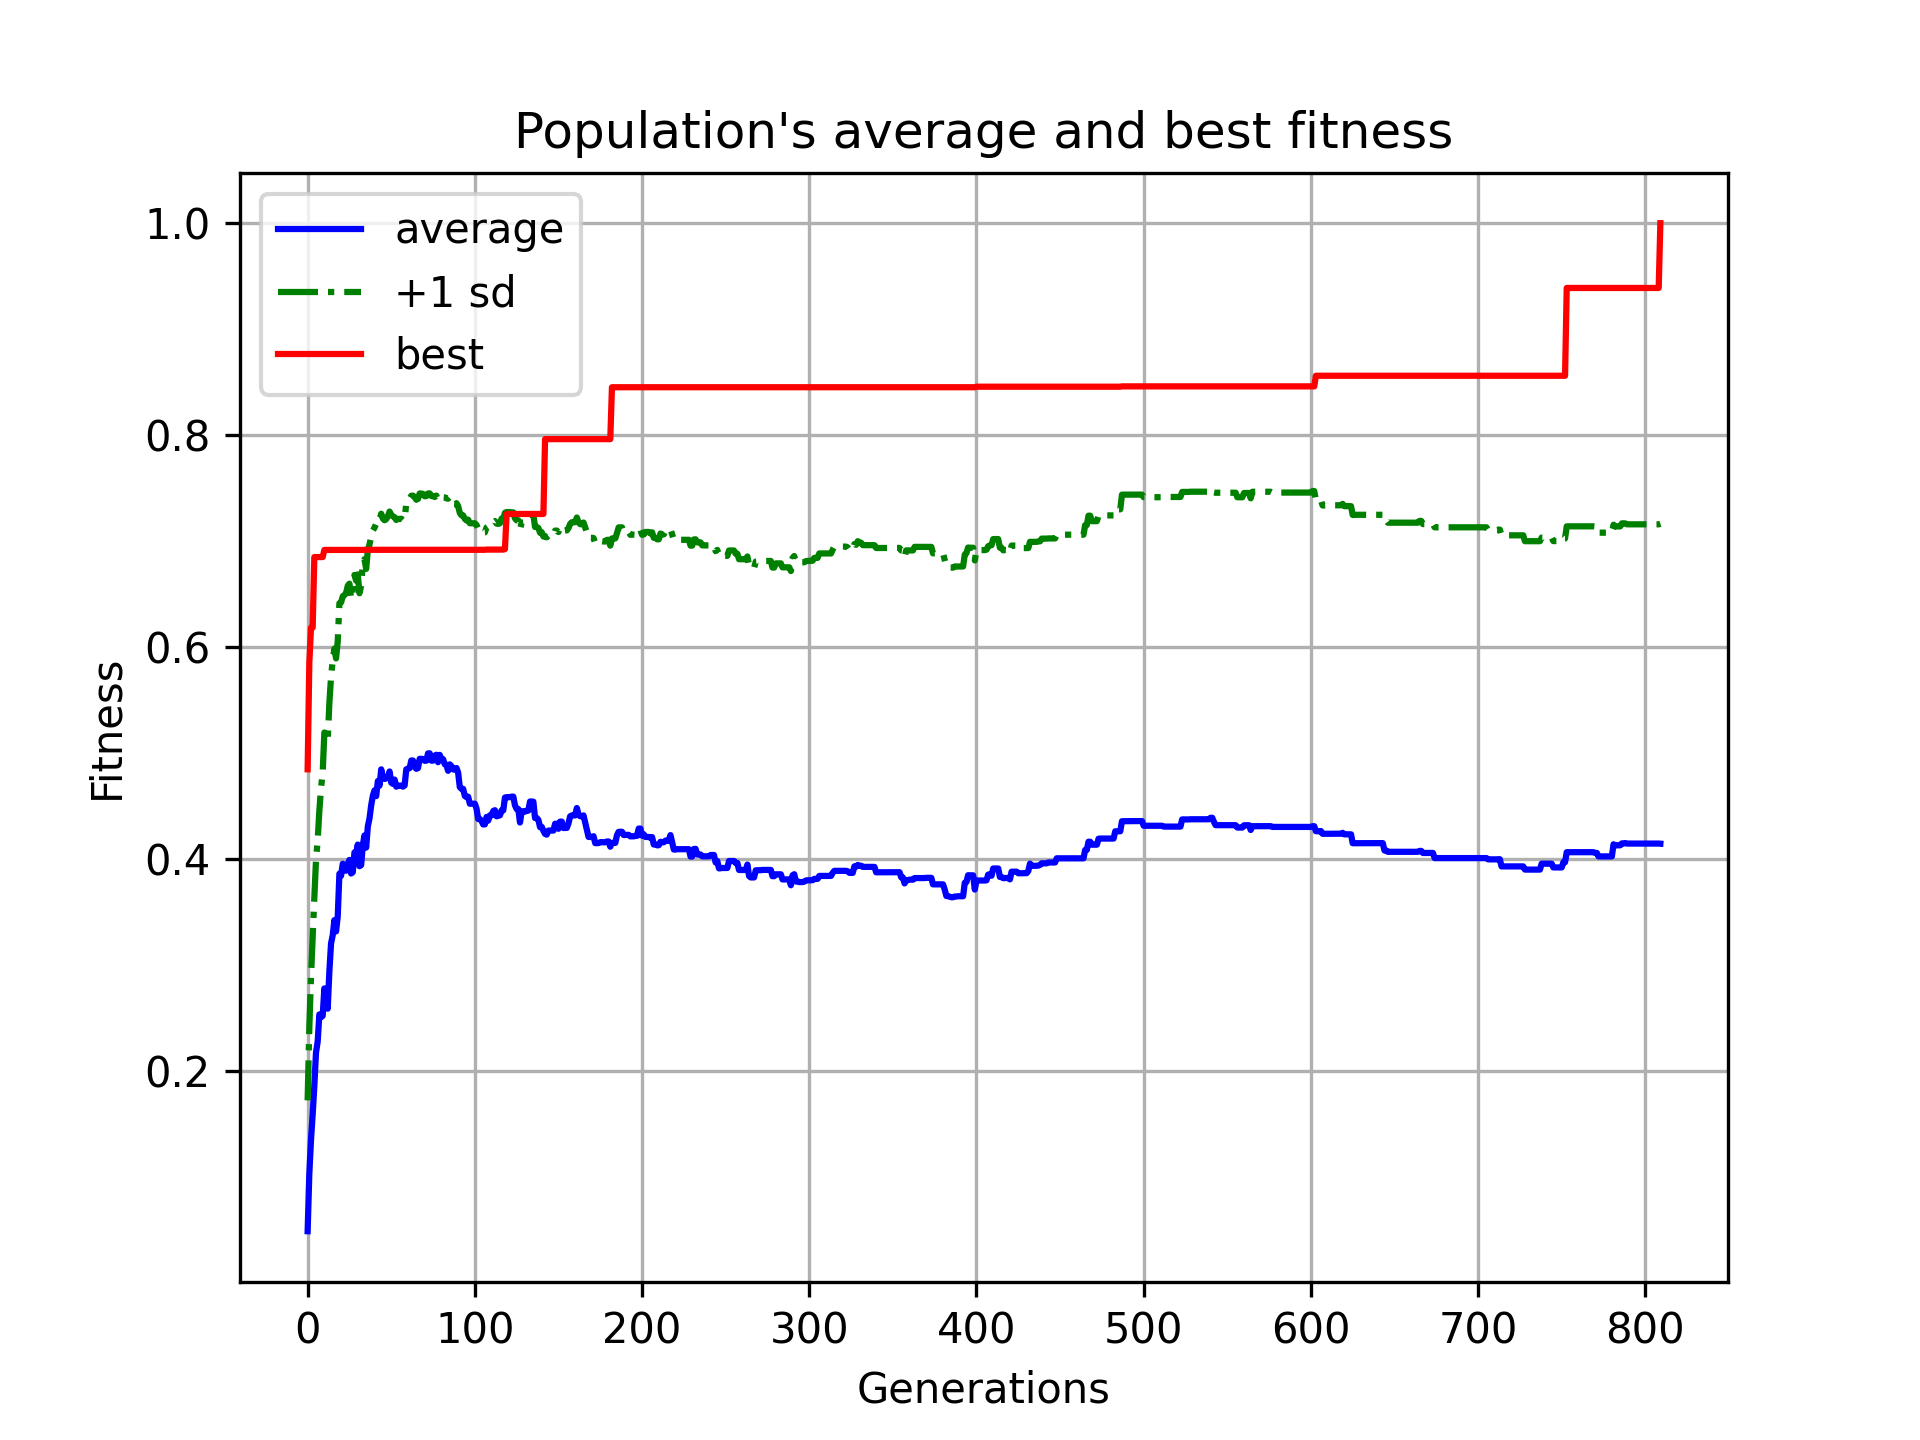 Population's average and best fitness
average
+1 sd
best
1.0
0.8
0.6
0.4
0.2
Fitness
0 100 200 300 400 500 600 700 800
Generations